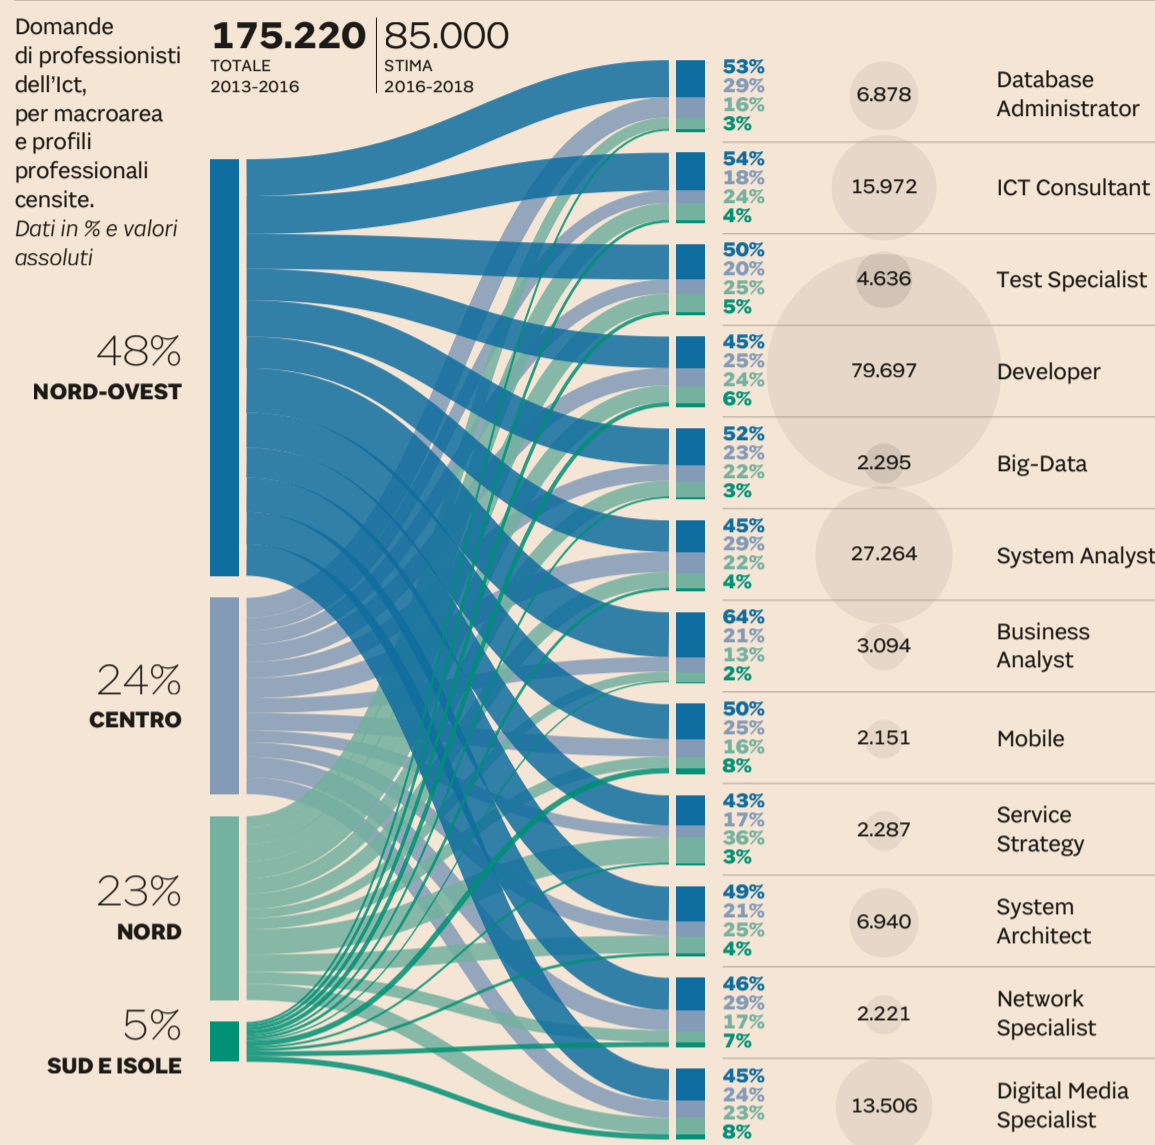 Domande
di professionisti
dell’Ict,
per macroarea
e profili
professionali
censite.
Dati in % e valori
assoluti
175.220
TOTALE
2013-2016
85.000
STIMA
2016-2018
48%
NORD-OVEST
24%
CENTRO
23%
NORD
5%
SUD E ISOLE
53%
29%
16%
3%
6.878
Database
Administrator
54%
18%
24%
4%
15.972
ICT Consultant
50%
20%
25%
5%
4.636
Test Specialist
45%
25%
24%
6%
79.697
Developer
52%
23%
22%
3%
2.295
Big-Data
45%
29%
22%
4%
27.264
System Analyst
64%
21%
13%
2%
3.094
Business
Analyst
50%
25%
16%
8%
2.151
Mobile
43%
17%
36%
3%
2.287
Service
Strategy
49%
21%
25%
4%
6.940
System
Architect
46%
29%
17%
7%
2.221
Network
Specialist
45%
24%
23%
8%
13.506
Digital Media
Specialist